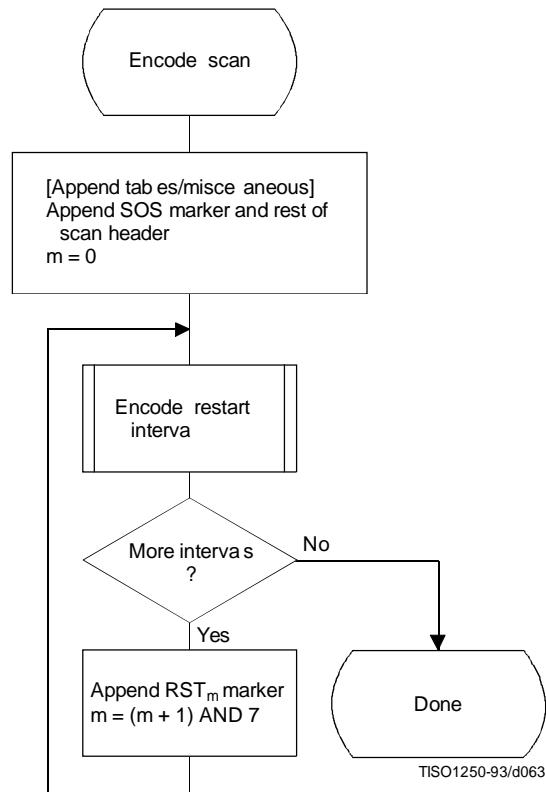 Encode scan
[Append tab es/misce aneous]
Append SOS marker and rest of
scan header
m = 0
Encode restart
interva
More interva s
?
No
Yes
Append RSTm marker
m = (m + 1) AND 7
Done
TISO1250-93/d063